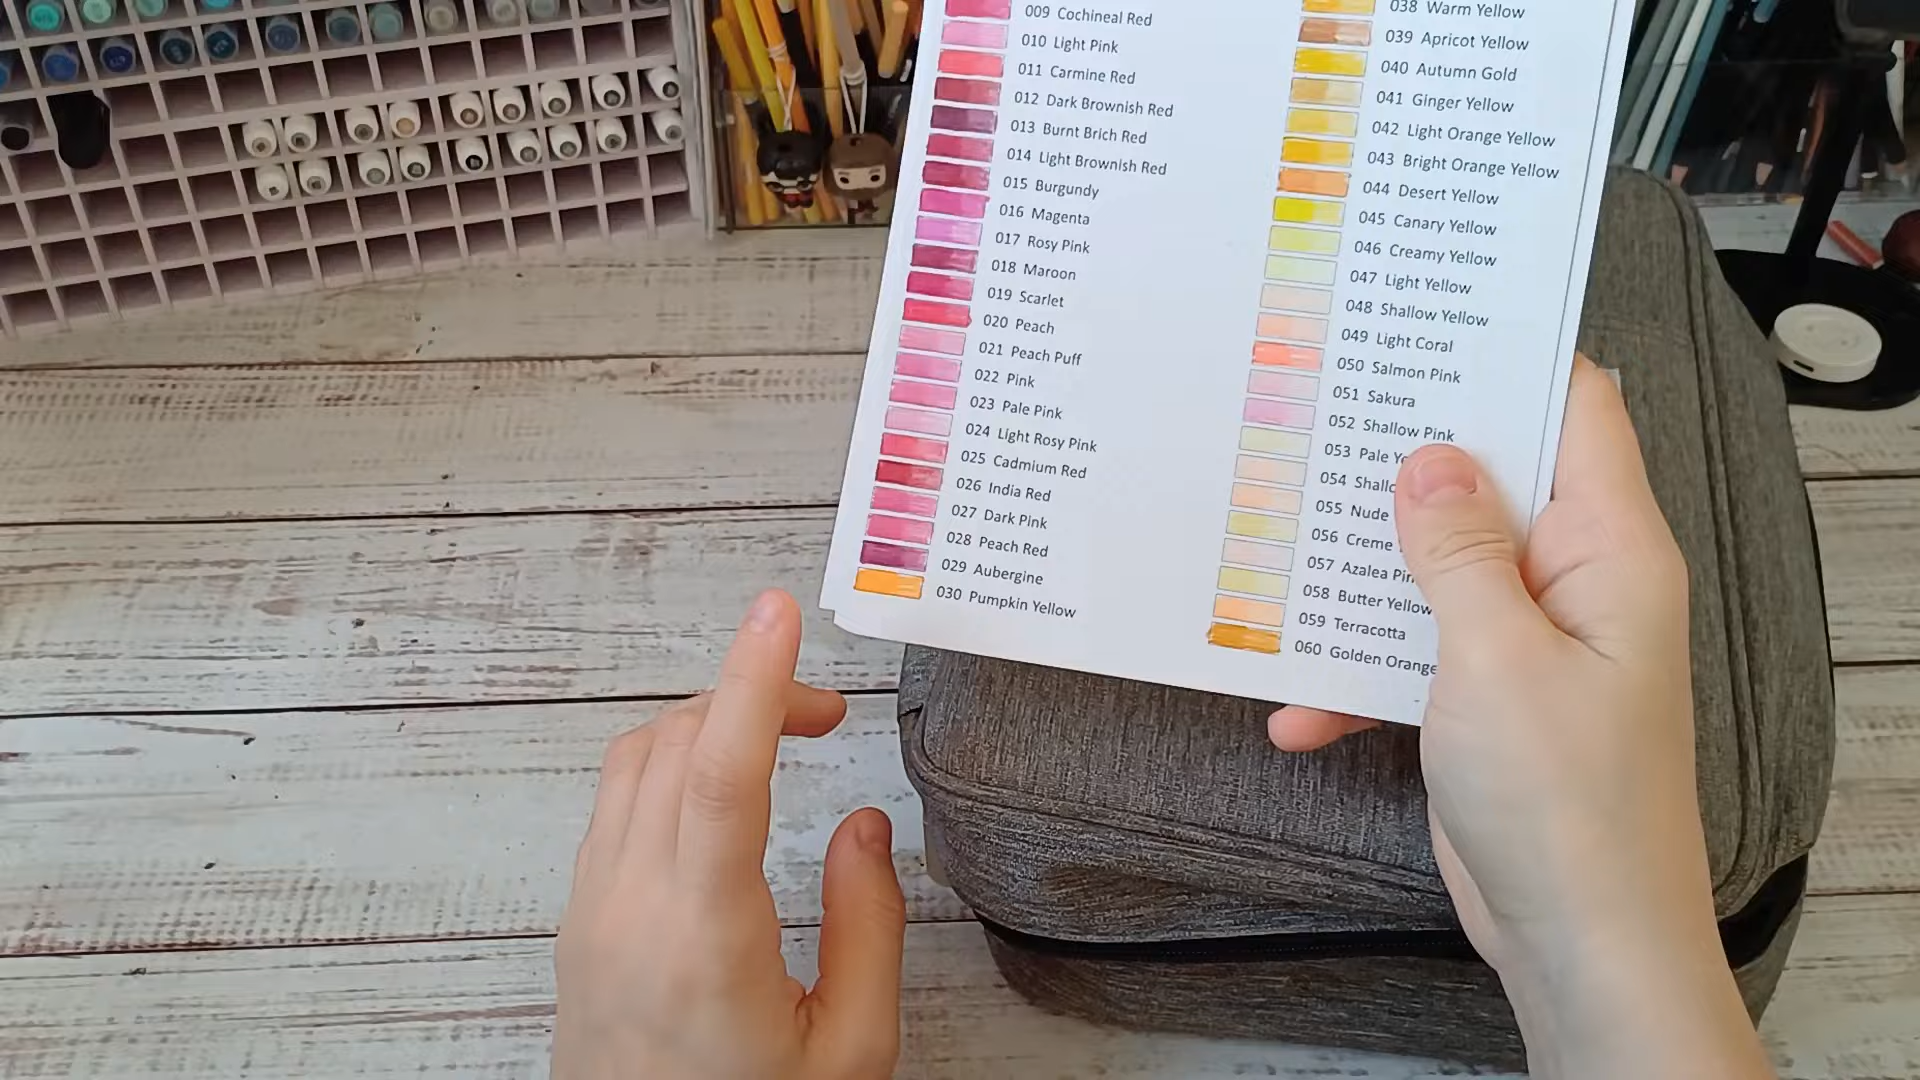 009 Cochineal Red
010 Light Pink
011 Carmine Red
012 Dark Brownish Red
013 Burnt Brich Red
014 Light Brownish Red
015 Burgundy
016 Magenta
017 Rosy Pink
018 Maroon
019 Scarlet
020 Peach
021 Peach Puff
022 Pink
023 Pale Pink
024 Light Rosy Pink
025 Cadmium Red
026 India Red
027 Dark Pink
028 Peach Red
029 Aubergine
030 Pumpkin Yellow
038 Warm Yellow
039 Apricot Yellow
040 Autumn Gold
041 Ginger Yellow
042 Light Orange Yellow
043 Bright Orange Yellow
044 Desert Yellow
045 Canary Yellow
046 Creamy Yellow
047 Light Yellow
048 Shallow Yellow
049 Light Coral
050 Salmon Pink
051 Sakura
052 Shallow Pink
053 Pale
054
055 Nude
056 Creme
057 Azalea
058 Butter Yellow
059 Terracotta
060 Golden Orange